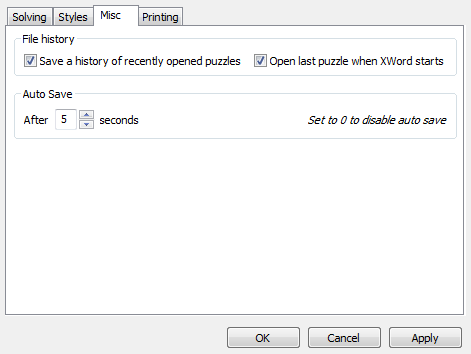 Solving Styles Misc Printing
File history
Save a history of recently opened puzzles Open last puzzle when XWord starts
Auto Save
After 5 seconds Set to 0 to disable auto save
OK Cancel Apply